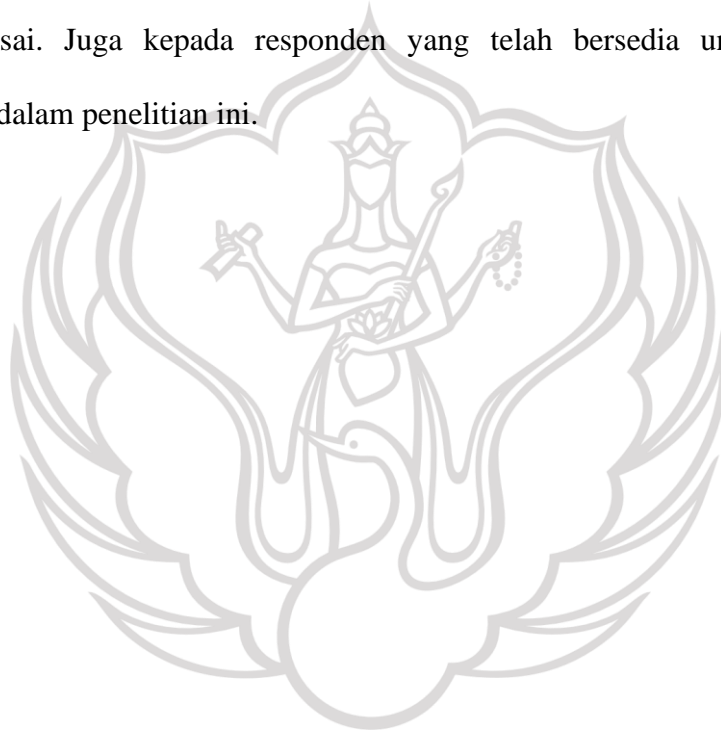 sai. Juga kepada responden yang telah bersedia
dalam penelitian ini.